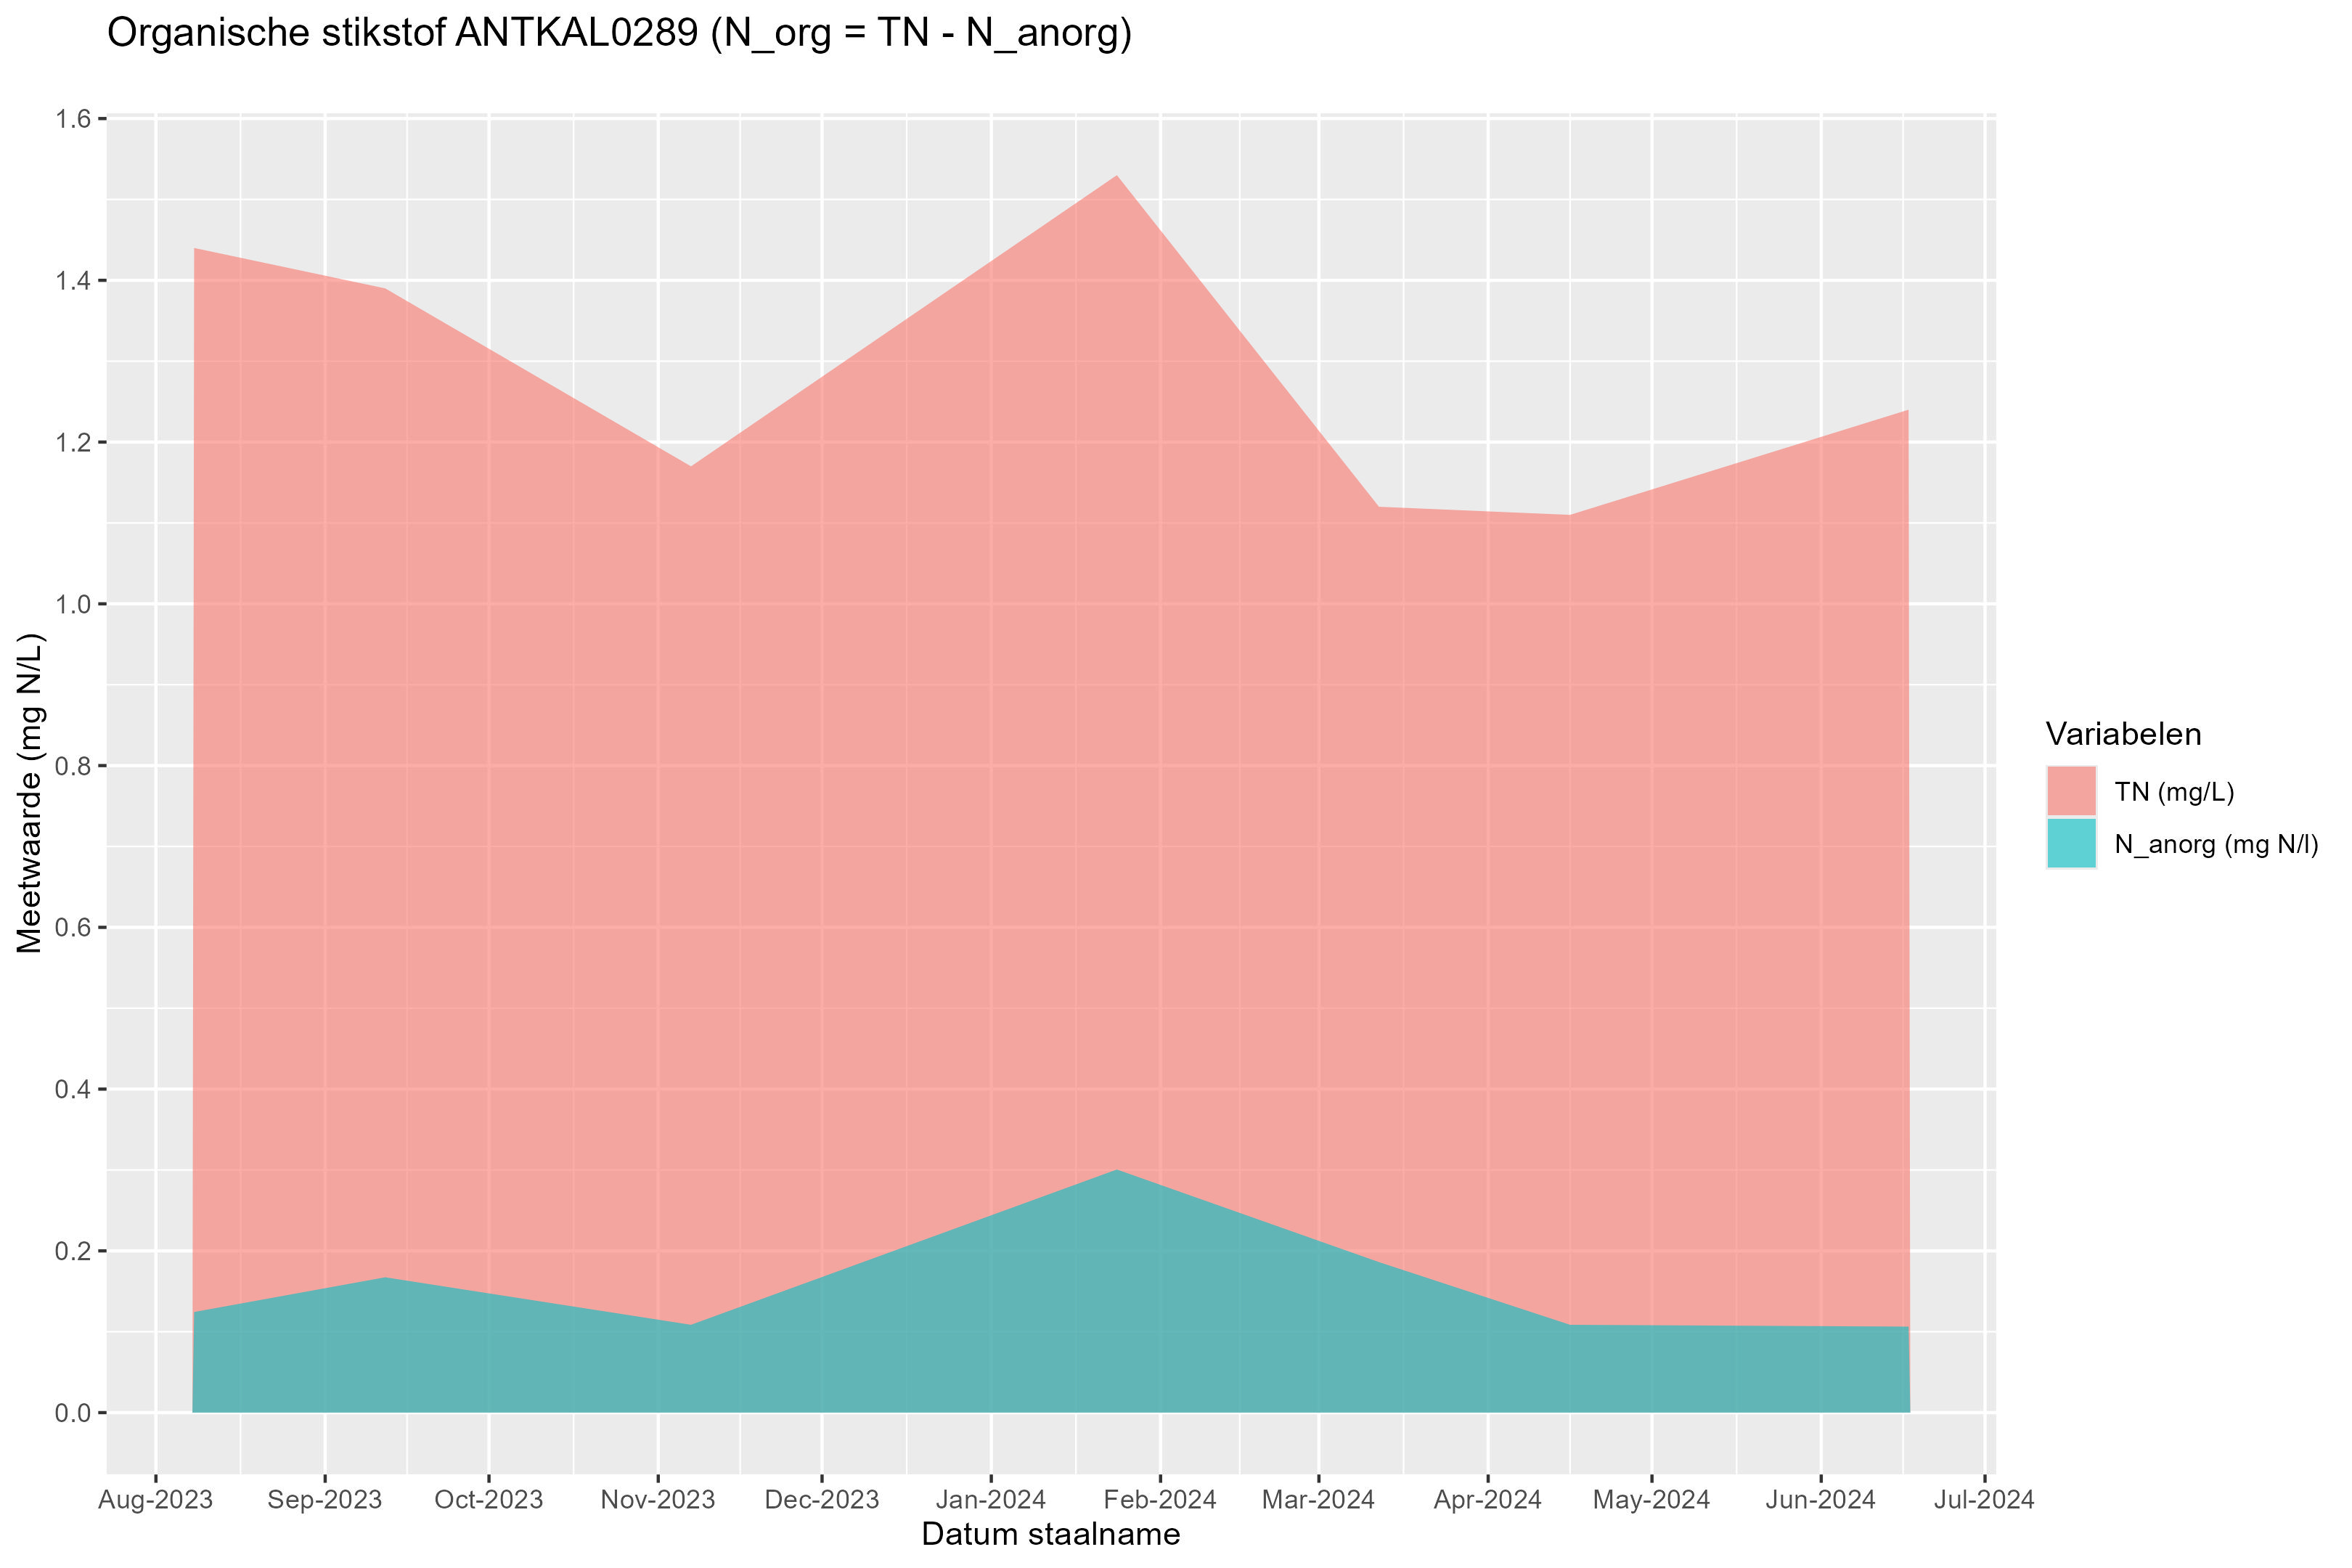 Organische stikstof ANTKAL0289 (N_org = TN - N_anorg)
Meetwaarde (mg N/L)
1.6
1.4
1.2
1.0
0.8
0.6
0.4
0.2
0.0
Aug-2023 Sep-2023 Oct-2023 Nov-2023 Dec-2023 Jan-2024 Feb-2024 Mar-2024 Apr-2024 May-2024 Jun-2024 Jul-2024
Datum staalname
Variabelen
TN (mg/L)
N_anorg (mg N/l)